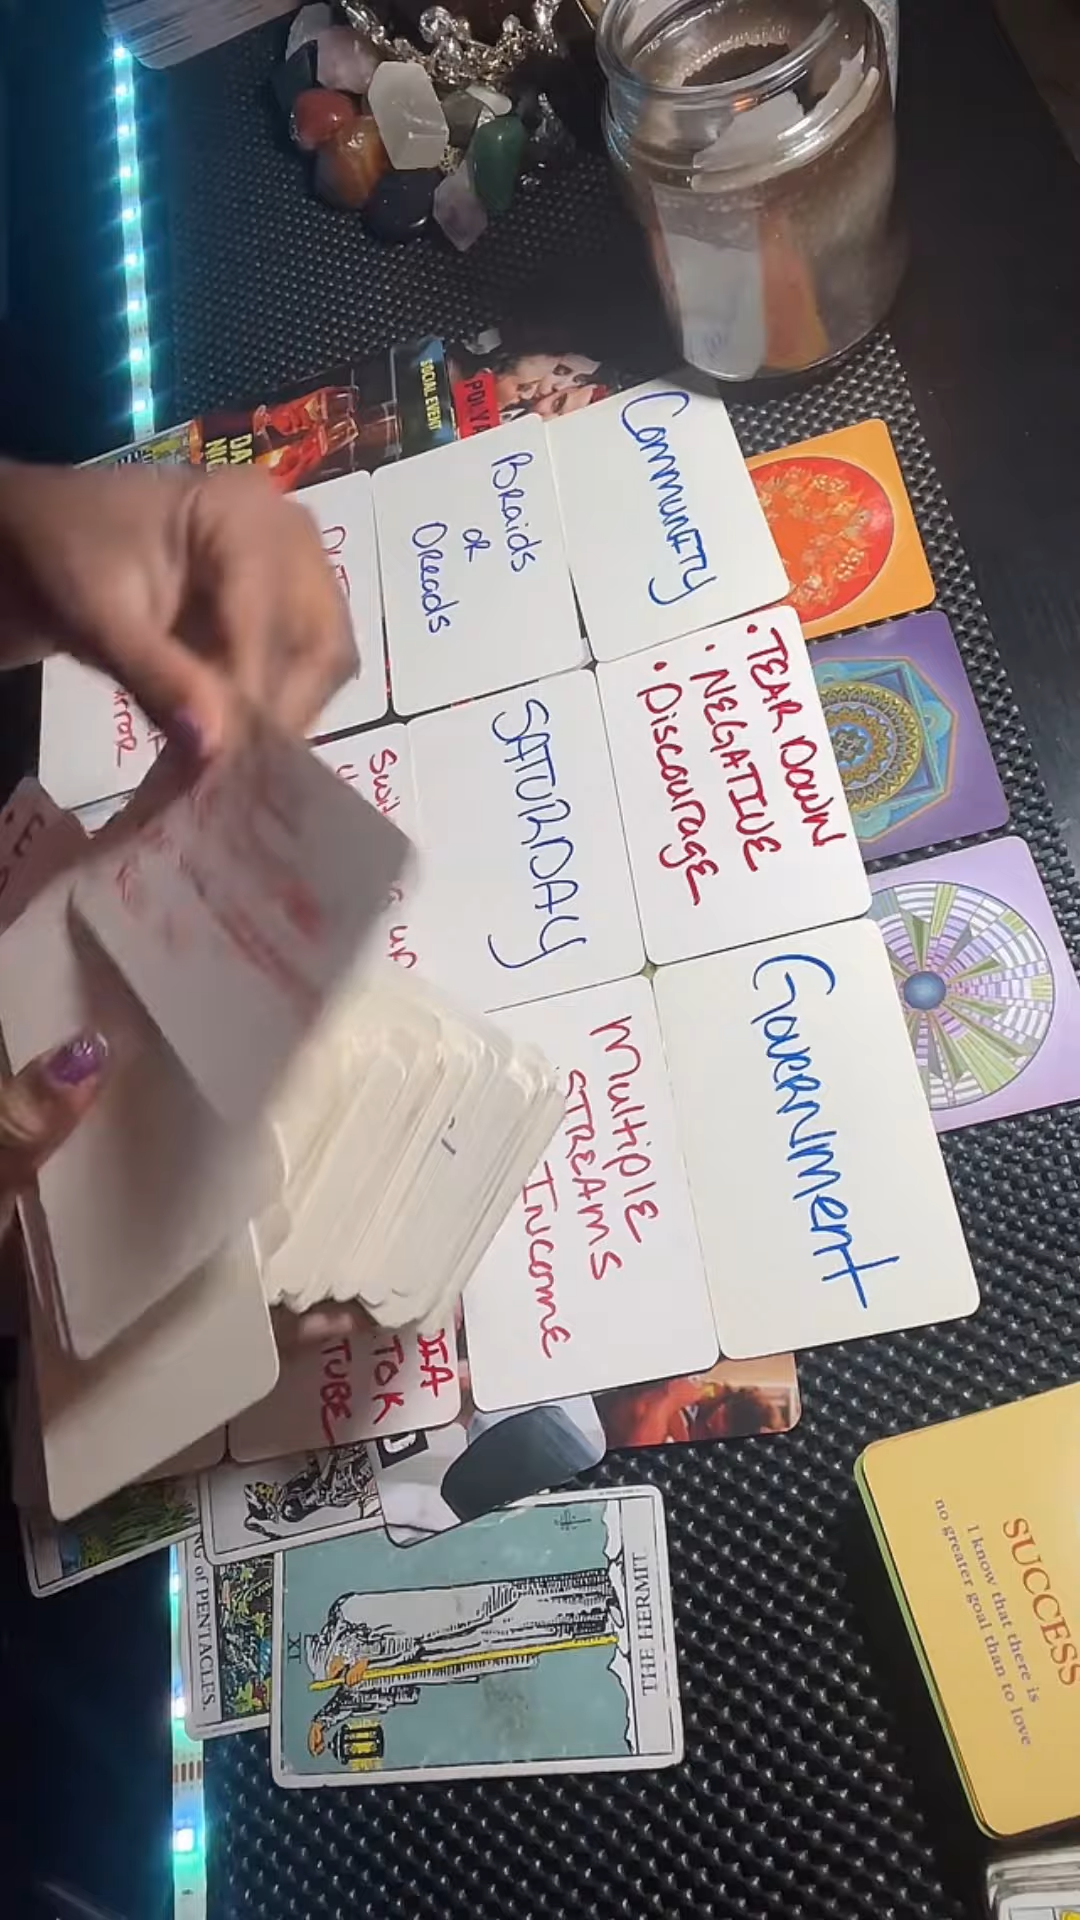 SOCIAL EVENT
COMMUNITY
BRaids
OR
DReads
• TEAR DOWN
• NEGATIVE
• Discourage
SATURDAY
GOVERNMENT
Multiple
STREAMS
INCOME
TOK
TUBE
of PENTACLES.
THE HERMIT
SUCCESS
I know that there is
no greater goal than to love